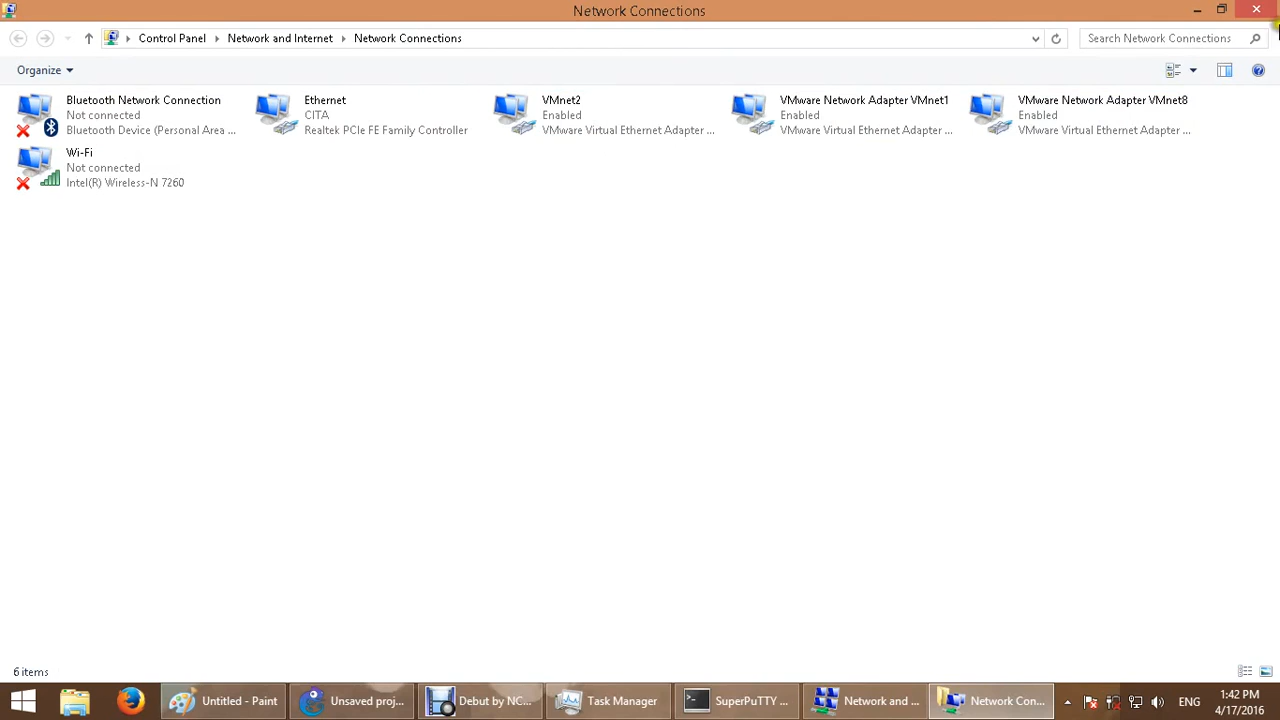 Network Connections
Control Panel Network and Internet Network Connections
Search Network Connections
Organize
Bluetooth Network Connection
Not connected
Bluetooth Device (Personal Area ...
Ethernet
CITA
Realtek PCIe FE Family Controller
VMnet2
Enabled
VMware Virtual Ethernet Adapter ...
VMware Network Adapter VMnet1
Enabled
VMware Virtual Ethernet Adapter ...
VMware Network Adapter VMnet8
Enabled
VMware Virtual Ethernet Adapter ...
Wi-Fi
Not connected
Intel(R) Wireless-N 7260
6 items
Untitled - Paint
Unsaved proj...
Debut by NC...
Task Manager
SuperPuTTY ...
Network and ...
Network Con...
ENG
1:42 PM
4/17/2016